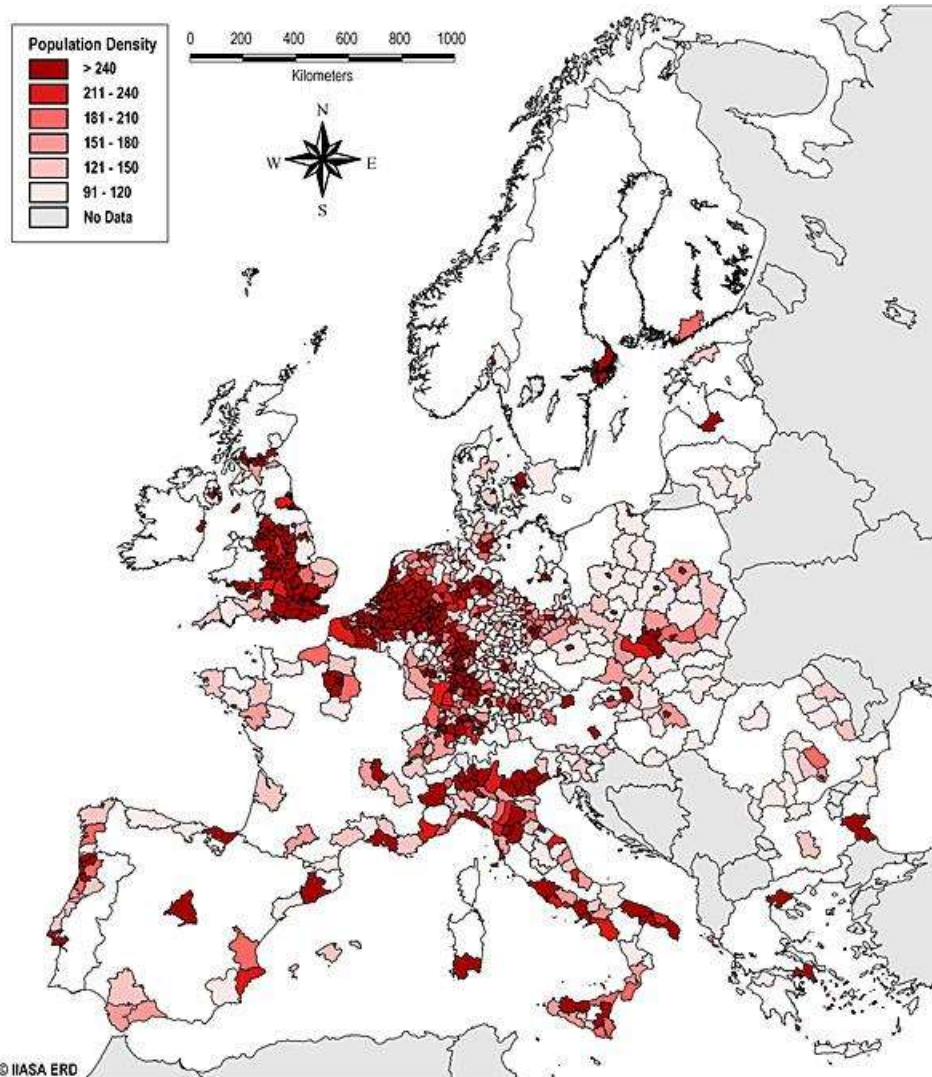 Population Density
> 240
211 - 240
181 - 210
151 - 180
121 - 150
91 - 120
No Data
0 200 400 600 800 1000
Kilometers
N
W E
S
© IIASA ERD